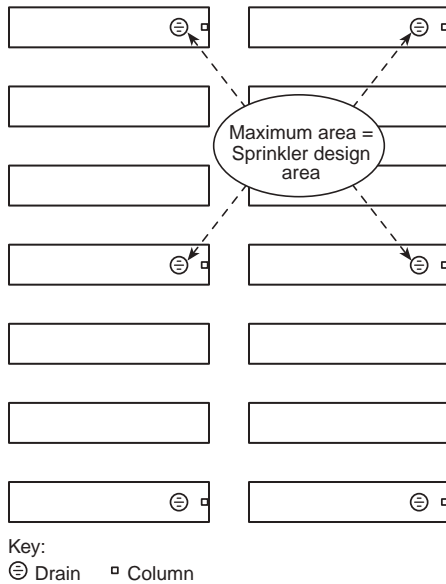 Maximum area =
Sprinkler design
area
Key:
Drain Column